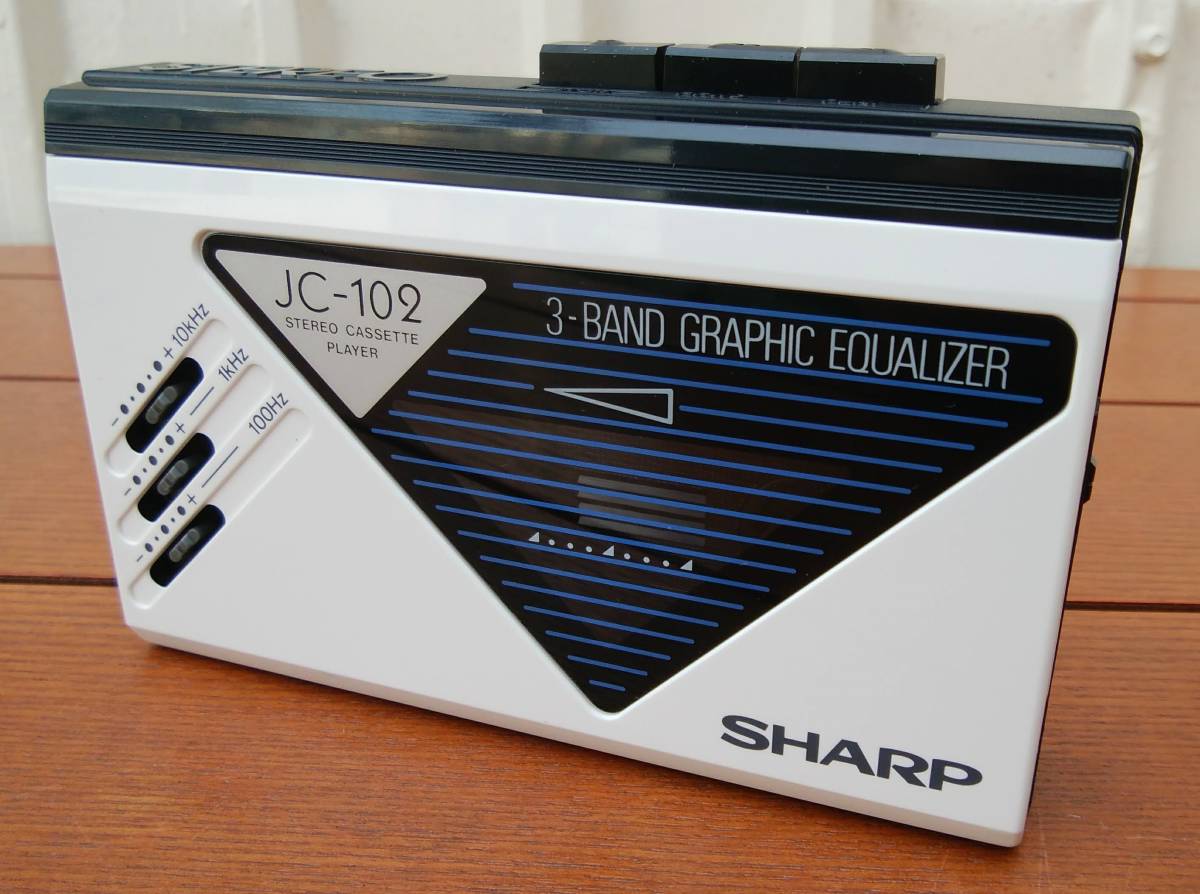 JC-102
STEREO CASSETTE
PLAYER
3-BAND GRAPHIC EQUALIZER
- + 10kHz
- + 1kHz
- + 100Hz
SHARP